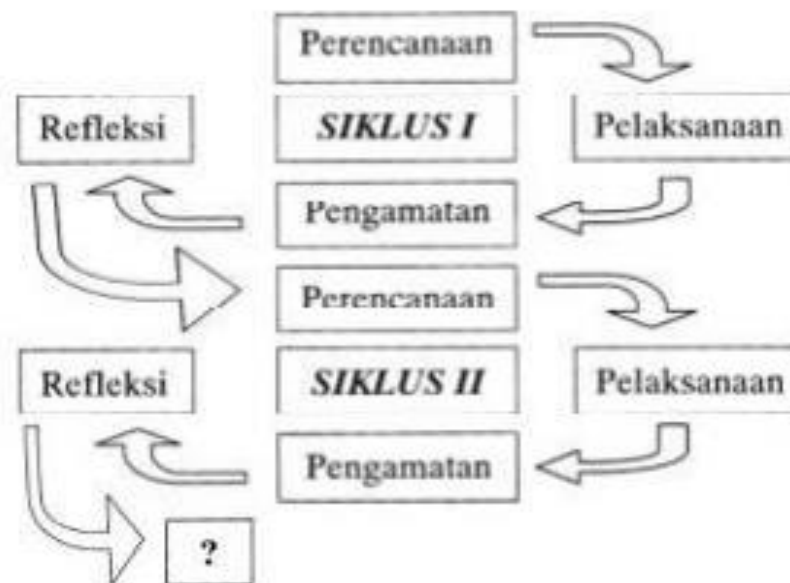 Perencanaan
Refleksi
SIKLUS I
Pelaksanaan
Pengamatan
Perencanaan
Refleksi
SIKLUS II
Pelaksanaan
Pengamatan
?